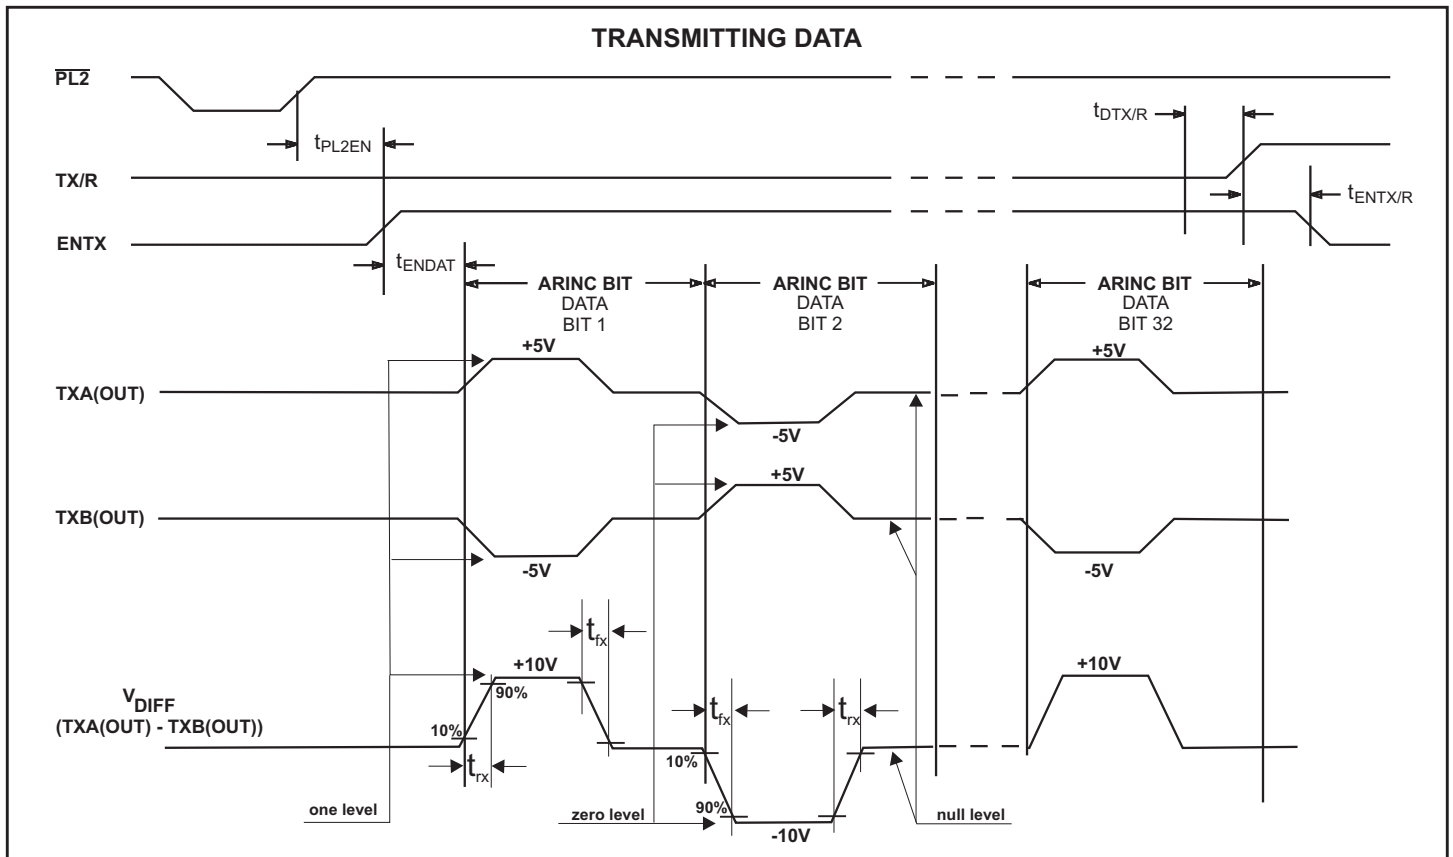 TRANSMITTING DATA
PL2
tDTX/R
tPL2EN
TX/R
tENTX/R
ENTX
tENDAT
ARINC BIT
DATA
BIT 1
ARINC BIT
DATA
BIT 2
ARINC BIT
DATA
BIT 32
+5V
+5V
TXA(OUT)
-5V
+5V
TXB(OUT)
-5V
-5V
tfx
+10V
+10V
90%
VDIFF
(TXA(OUT) - TXB(OUT))
10%
tfx
trx
10%
trx
90%
one level
zero level
null level
-10V